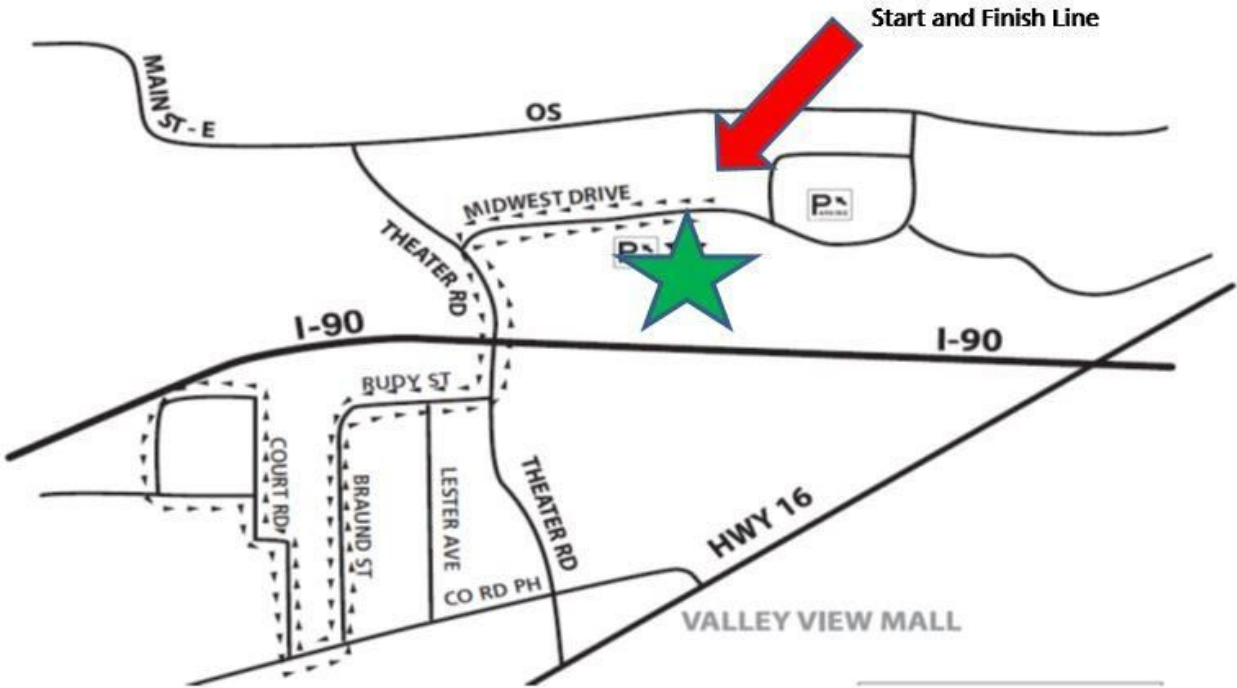 Start and Finish Line
MAIN ST - E
OS
MIDWEST DRIVE
P
THEATER RD
P
I-90
I-90
RUDY ST
COURT RD
BRAUND ST
LESTER AVE
THEATER RD
HWY 16
CO RD PH
VALLEY VIEW MALL